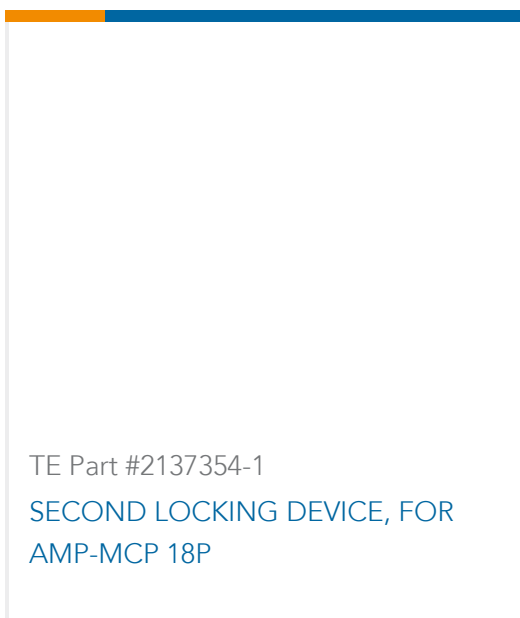 TE Part #2137354-1
SECOND LOCKING DEVICE, FOR
AMP-MCP 18P